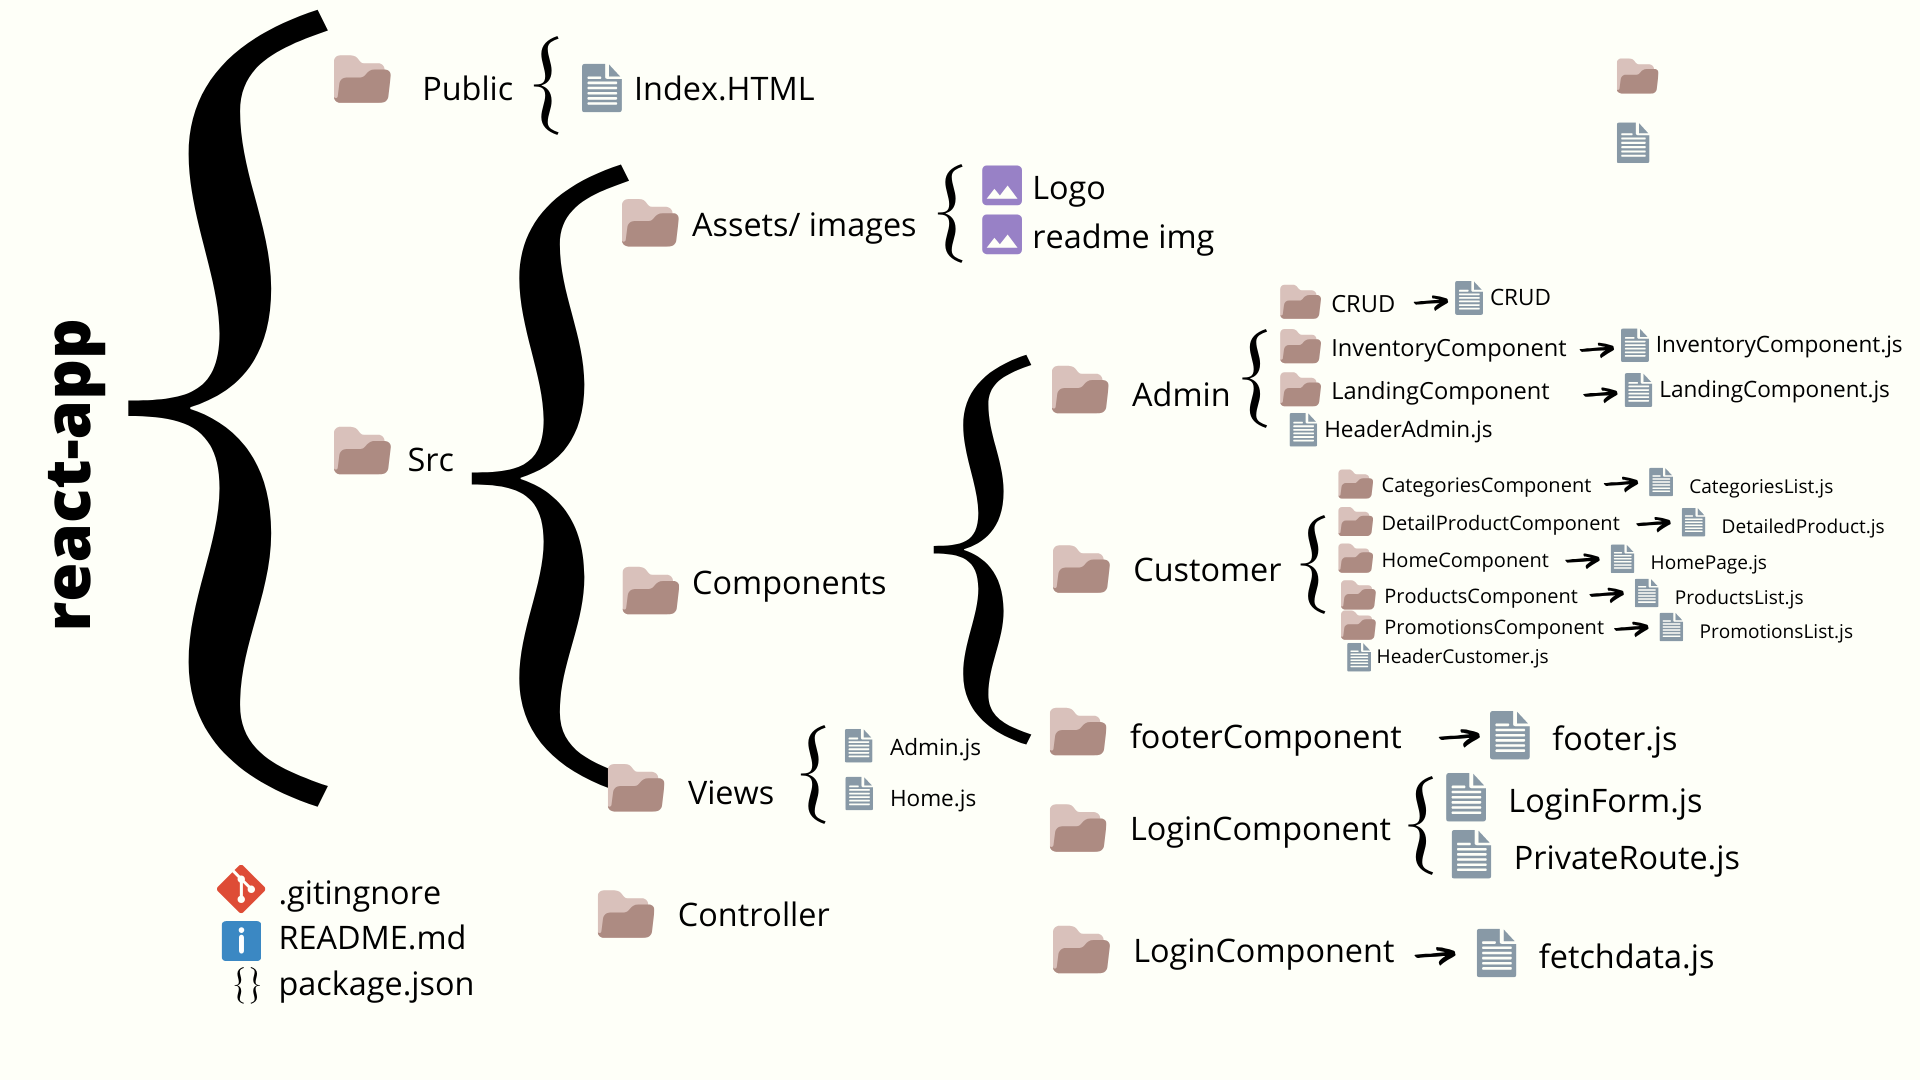 react-app
Public
Index.HTML
Src
Assets/ images
Logo
readme img
Components
Admin
CRUD
CRUD
InventoryComponent
InventoryComponent.js
LandingComponent
LandingComponent.js
HeaderAdmin.js
Customer
CategoriesComponent
CategoriesList.js
DetailProductComponent
DetailedProduct.js
HomeComponent
HomePage.js
ProductsComponent
ProductsList.js
PromotionsComponent
PromotionsList.js
HeaderCustomer.js
footerComponent
footer.js
LoginComponent
LoginForm.js
PrivateRoute.js
LoginComponent
fetchdata.js
Views
Admin.js
Home.js
Controller
.gitingnore
README.md
{} package.json